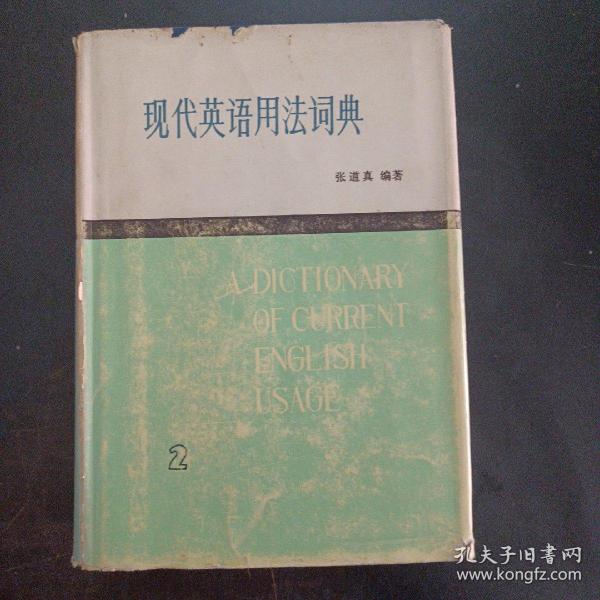 现代英语用法词典
张道真 编著
A DICTIONARY
OF CURRENT
ENGLISH
USAGE
2
孔夫子旧書网
www.kongfz.com